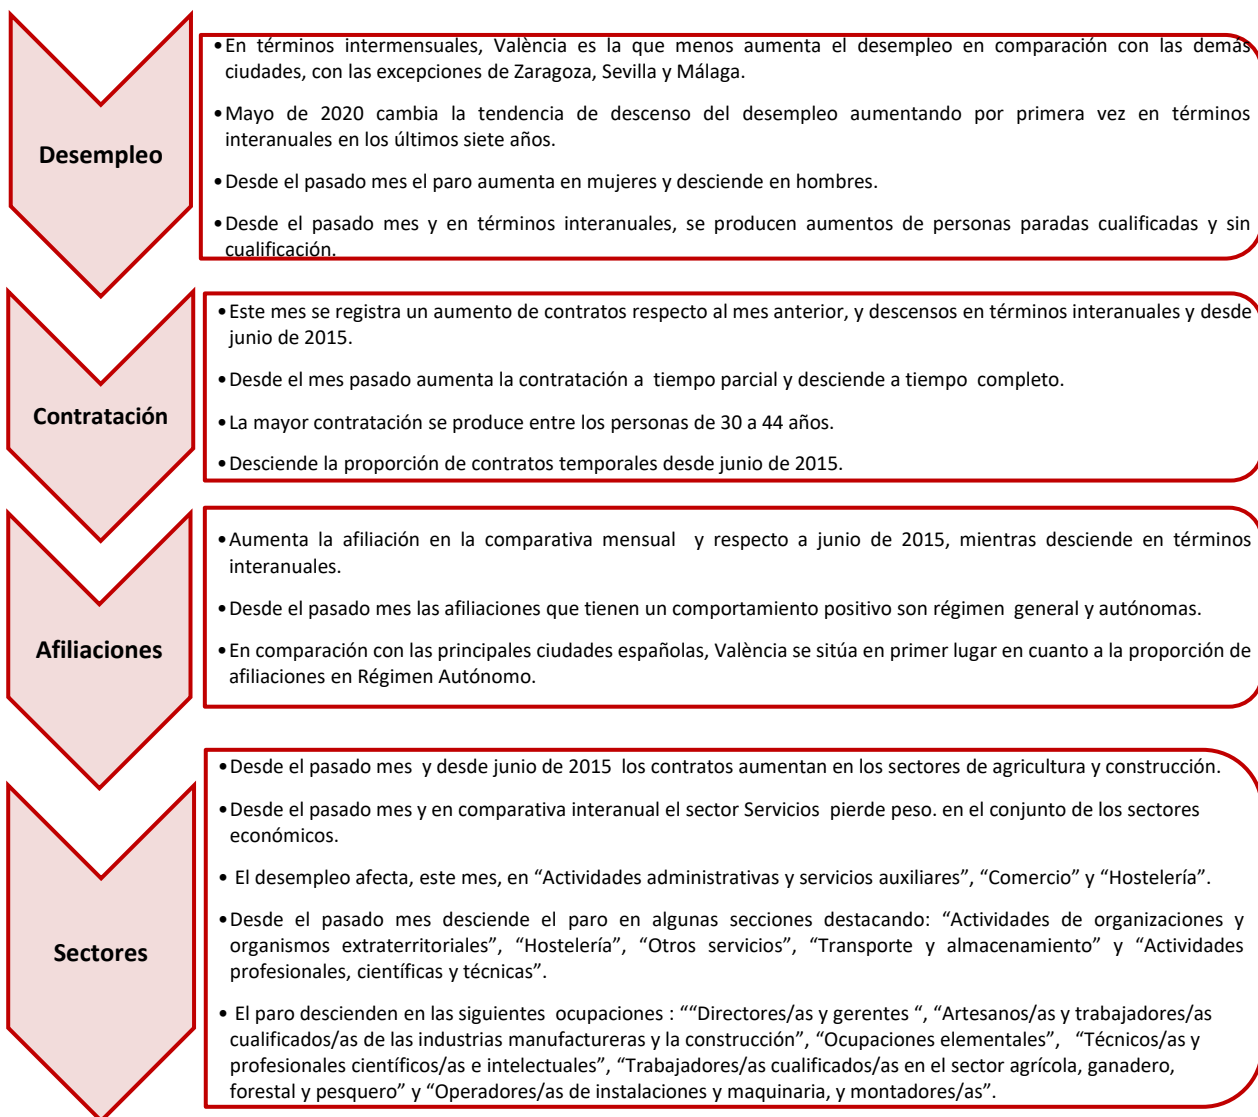 Desempleo
•En términos intermensuales, València es la que menos aumenta el desempleo en comparación con las demás
ciudades, con las excepciones de Zaragoza, Sevilla y Málaga.
•Mayo de 2020 cambia la tendencia de descenso del desempleo aumentando por primera vez en términos
interanuales en los últimos siete años.
•Desde el pasado mes el paro aumenta en mujeres y desciende en hombres.
•Desde el pasado mes y en términos interanuales, se producen aumentos de personas paradas cualificadas y sin
cualificación.
Contratación
•Este mes se registra un aumento de contratos respecto al mes anterior, y descensos en términos interanuales y desde
junio de 2015.
•Desde el mes pasado aumenta la contratación a tiempo parcial y desciende a tiempo completo.
•La mayor contratación se produce entre los personas de 30 a 44 años.
•Desciende la proporción de contratos temporales desde junio de 2015.
Afiliaciones
•Aumenta la afiliación en la comparativa mensual y respecto a junio de 2015, mientras desciende en términos
interanuales.
•Desde el pasado mes las afiliaciones que tienen un comportamiento positivo son régimen general y autónomas.
•En comparación con las principales ciudades españolas, València se sitúa en primer lugar en cuanto a la proporción de
afiliaciones en Régimen Autónomo.
Sectores
•Desde el pasado mes y desde junio de 2015 los contratos aumentan en los sectores de agricultura y construcción.
•Desde el pasado mes y en comparativa interanual el sector Servicios pierde peso. en el conjunto de los sectores
económicos.
• El desempleo afecta, este mes, en “Actividades administrativas y servicios auxiliares”, “Comercio” y “Hostelería”.
•Desde el pasado mes desciende el paro en algunas secciones destacando: “Actividades de organizaciones y
organismos extraterritoriales”, “Hostelería”, “Otros servicios”, “Transporte y almacenamiento” y “Actividades
profesionales, científicas y técnicas”.
• El paro descienden en las siguientes ocupaciones : ““Directores/as y gerentes “, “Artesanos/as y trabajadores/as
cualificados/as de las industrias manufactureras y la construcción”, “Ocupaciones elementales”, “Técnicos/as y
profesionales científicos/as e intelectuales”, “Trabajadores/as cualificados/as en el sector agrícola, ganadero,
forestal y pesquero” y “Operadores/as de instalaciones y maquinaria, y montadores/as”.